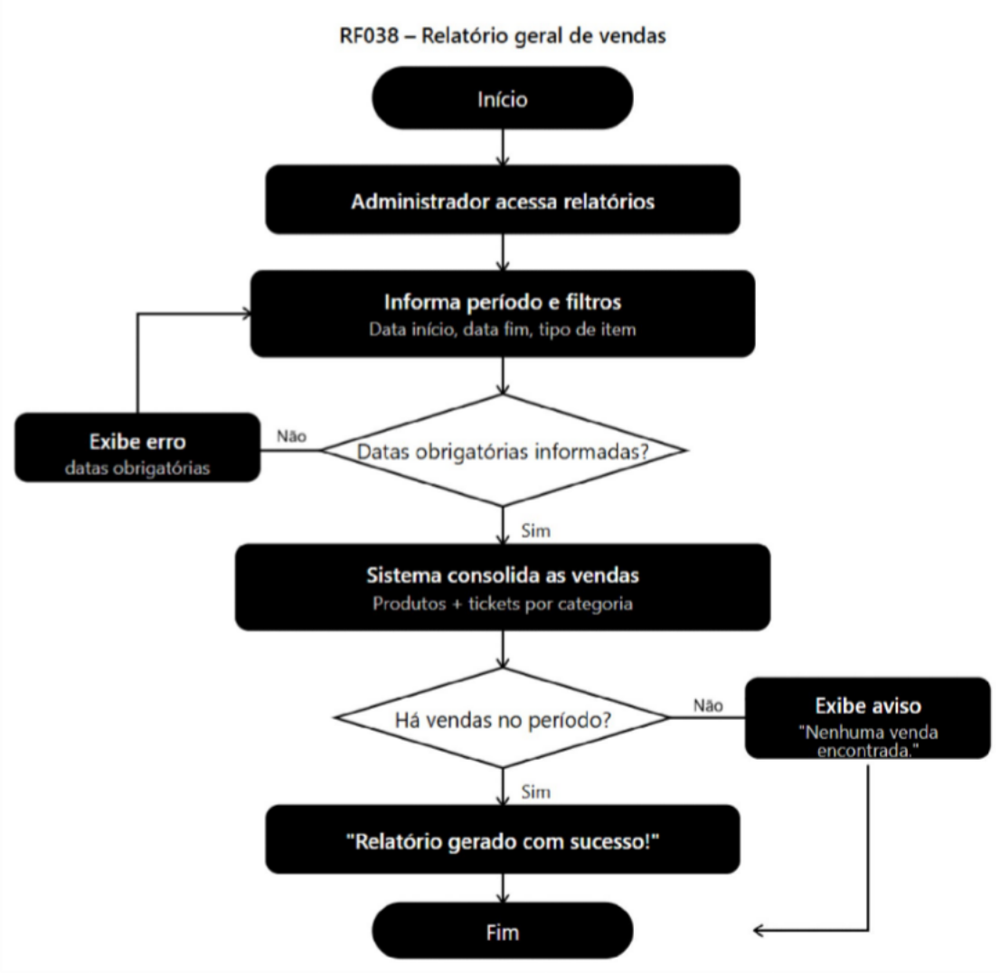 RF038 – Relatório geral de vendas
Início
Administrador acessa relatórios
Informa período e filtros
Data início, data fim, tipo de item
Exibe erro
datas obrigatórias
Não
Datas obrigatórias informadas?
Sim
Sistema consolida as vendas
Produtos + tickets por categoria
Há vendas no período?
Não
Exibe aviso
"Nenhuma venda
encontrada."
Sim
"Relatório gerado com sucesso!"
Fim